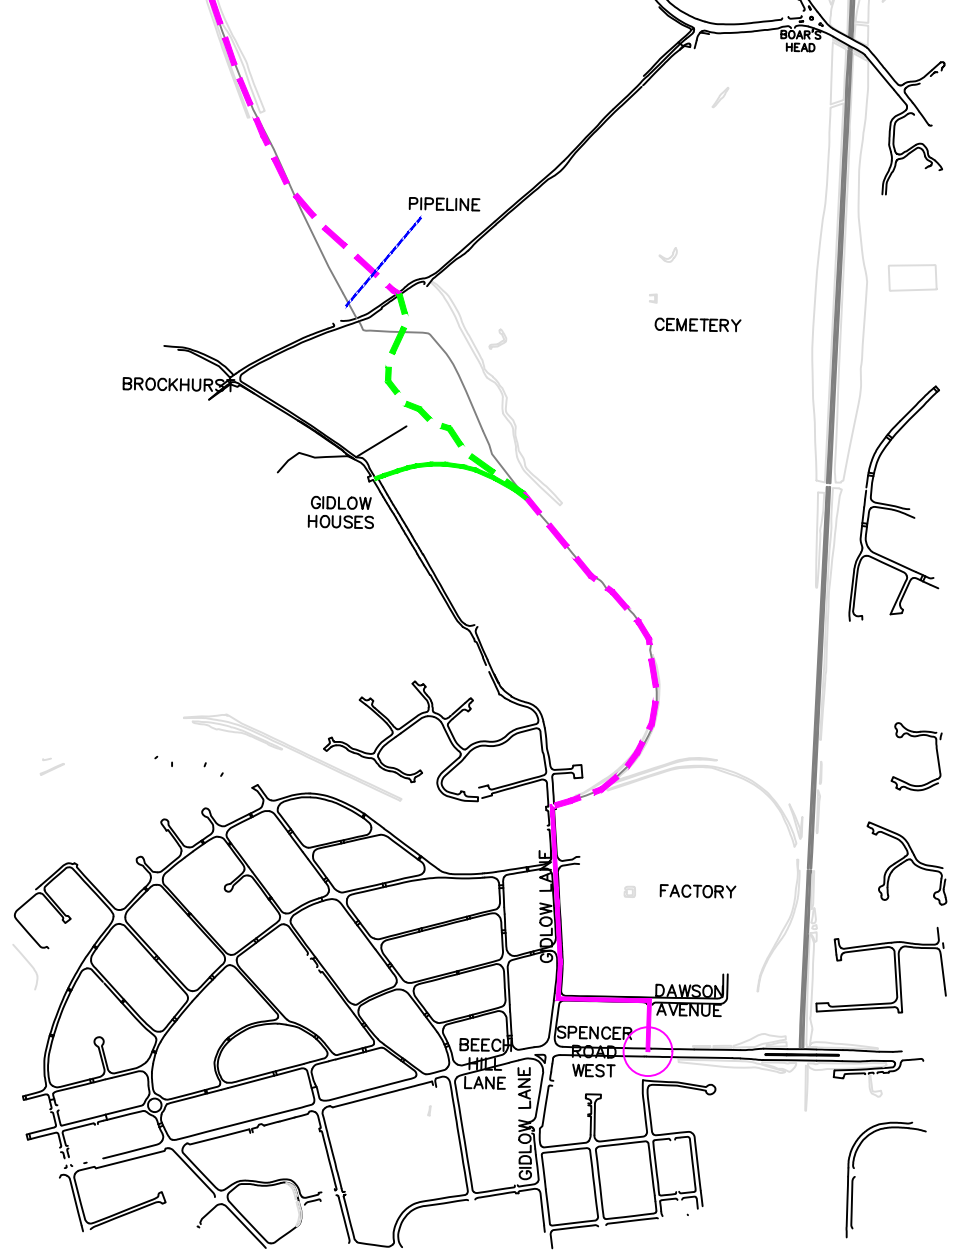 BOAR'S
HEAD
PIPELINE
CEMETERY
BROCKHURST
GIDLOW
HOUSES
GIDLOW LANE
FACTORY
DAWSON
AVENUE
SPENCER
ROAD
WEST
BEECH
HILL
LANE
GIDLOW LANE